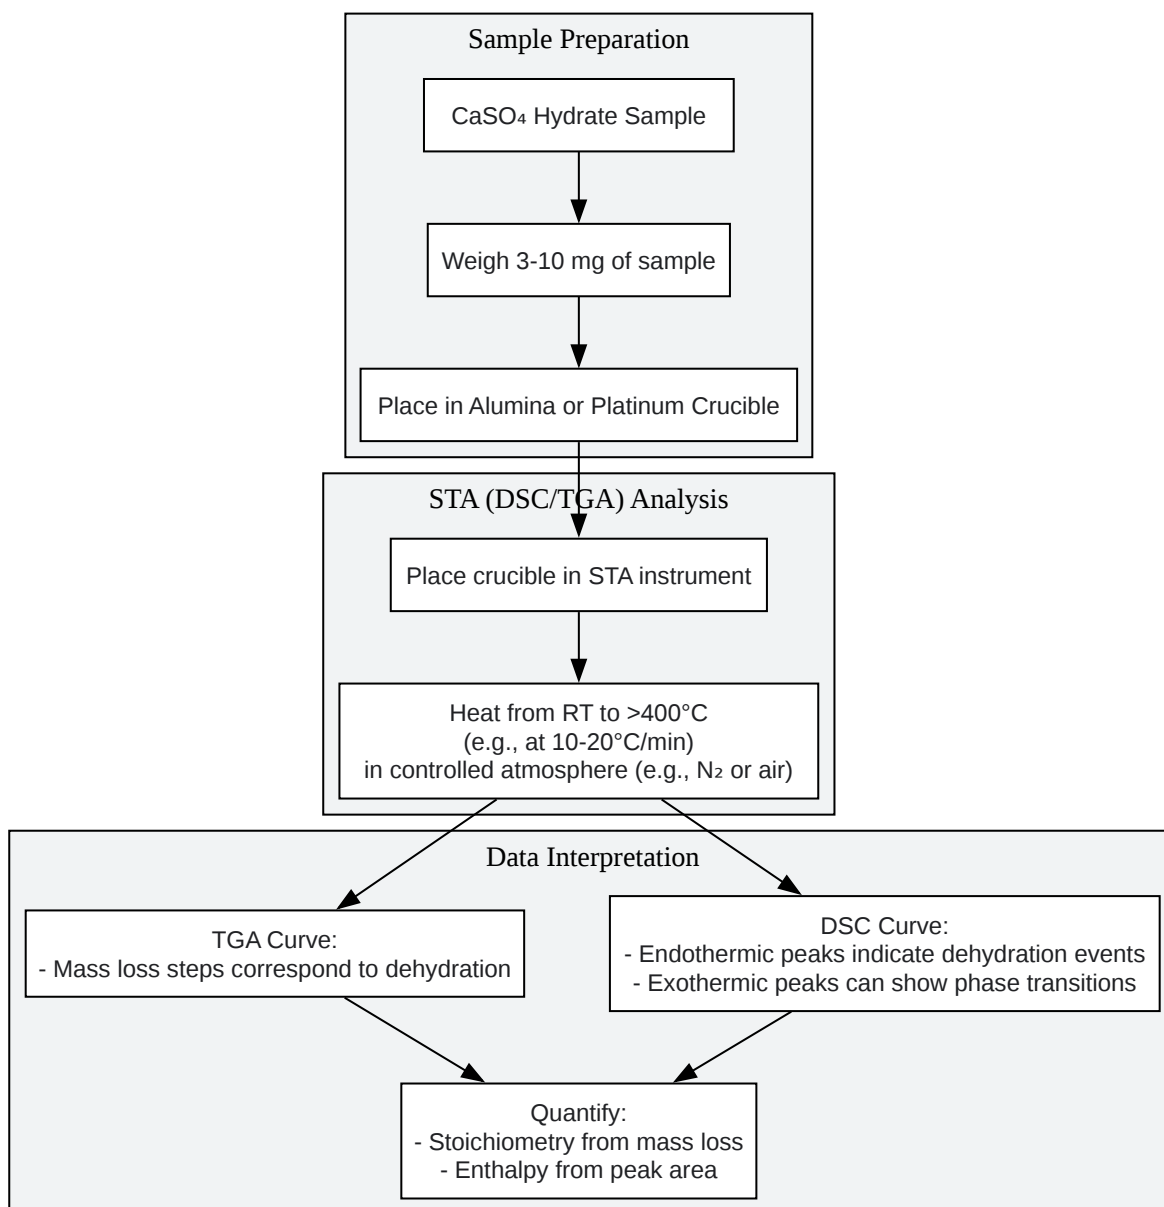 Sample Preparation
CaSO₄ Hydrate Sample
Weigh 3-10 mg of sample
Place in Alumina or Platinum Crucible
STA (DSC/TGA) Analysis
Place crucible in STA instrument
Heat from RT to >400°C
(e.g., at 10-20°C/min)
in controlled atmosphere (e.g., N₂ or air)
Data Interpretation
TGA Curve:
- Mass loss steps correspond to dehydration
DSC Curve:
- Endothermic peaks indicate dehydration events
- Exothermic peaks can show phase transitions
Quantify:
- Stoichiometry from mass loss
- Enthalpy from peak area